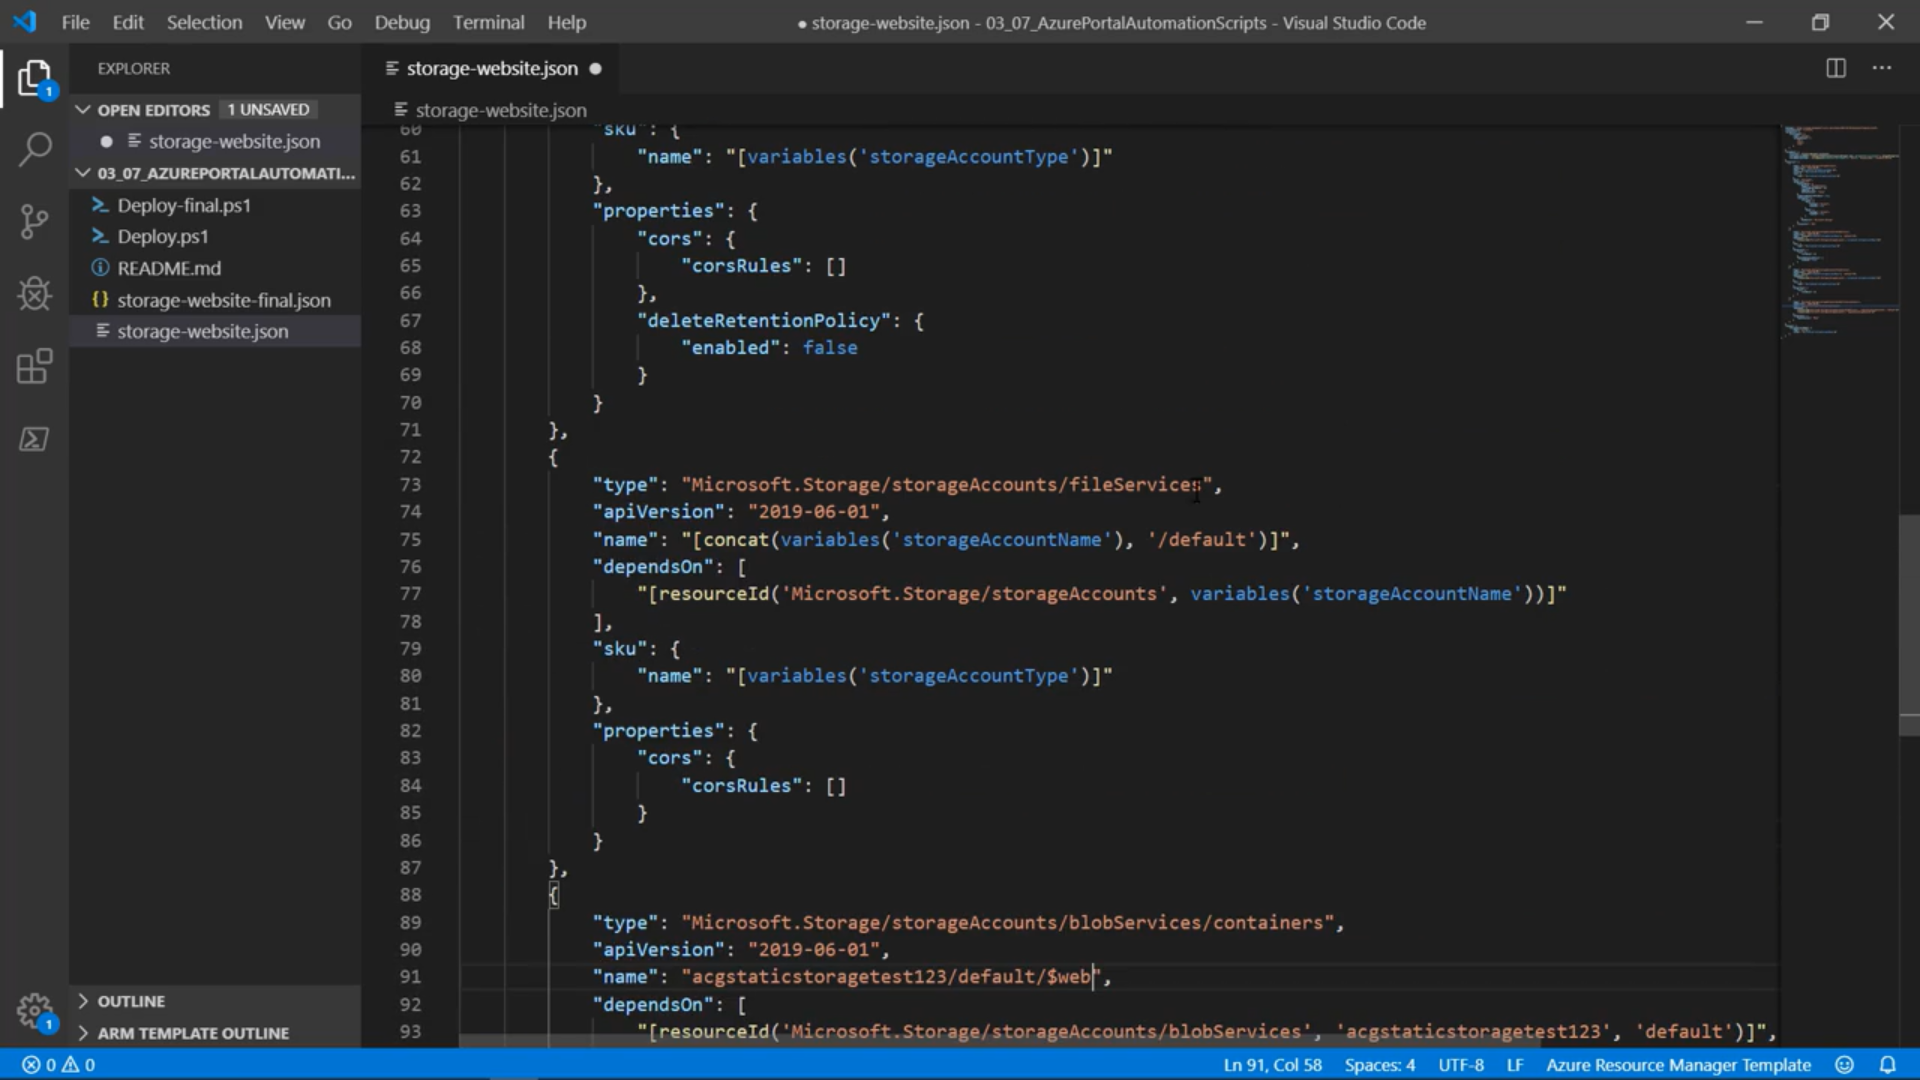 File Edit Selection View Go Debug Terminal Help
● storage-website.json - 03_07_AzurePortalAutomationScripts - Visual Studio Code
EXPLORER
OPEN EDITORS 1 UNSAVED
storage-website.json
03_07_AZUREPORTALAUTOMATI...
Deploy-final.ps1
Deploy.ps1
README.md
storage-website-final.json
storage-website.json
OUTLINE
ARM TEMPLATE OUTLINE
1
1
storage-website.json ●
storage-website.json
60 "sku": {
61 "name": "[variables('storageAccountType')]"
62 },
63 "properties": {
64 "cors": {
65 "corsRules": []
66 },
67 "deleteRetentionPolicy": {
68 "enabled": false
69 }
70 }
71 },
72 {
73 "type": "Microsoft.Storage/storageAccounts/fileServices",
74 "apiVersion": "2019-06-01",
75 "name": "[concat(variables('storageAccountName'), '/default')]",
76 "dependsOn": [
77 "[resourceId('Microsoft.Storage/storageAccounts', variables('storageAccountName'))]"
78 ],
79 "sku": {
80 "name": "[variables('storageAccountType')]"
81 },
82 "properties": {
83 "cors": {
84 "corsRules": []
85 }
86 }
87 },
88 {
89 "type": "Microsoft.Storage/storageAccounts/blobServices/containers",
90 "apiVersion": "2019-06-01",
91 "name": "acgstaticstoragetest123/default/$web",
92 "dependsOn": [
93 "[resourceId('Microsoft.Storage/storageAccounts/blobServices', 'acgstaticstoragetest123', 'default')]",
0 0
Ln 91, Col 58 Spaces: 4 UTF-8 LF Azure Resource Manager Template